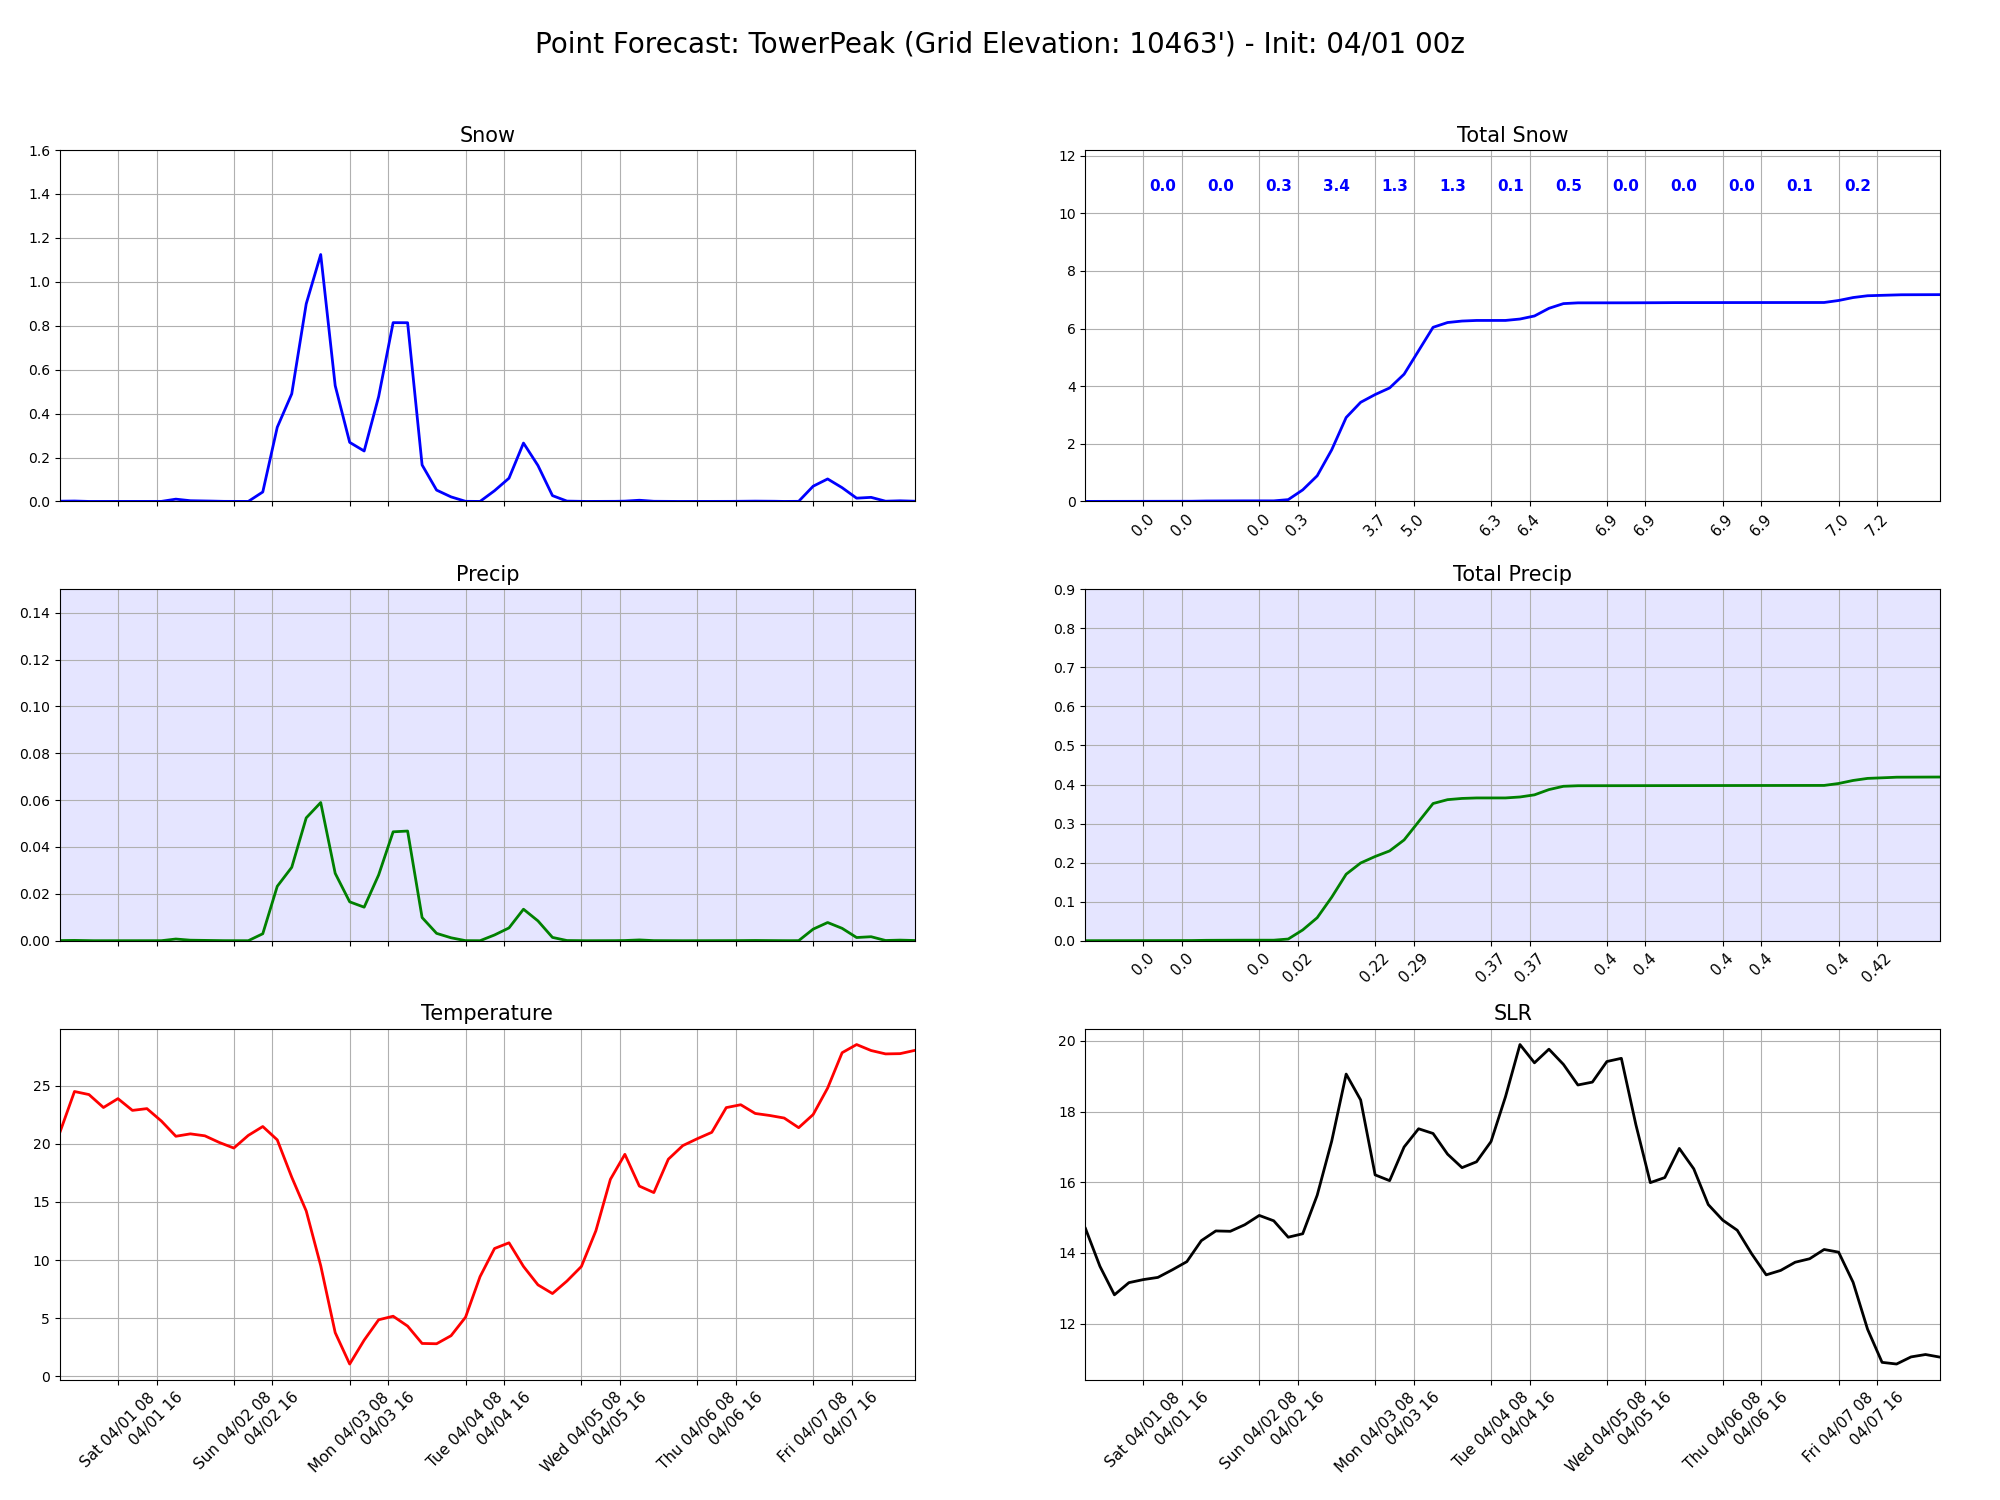 Point Forecast: TowerPeak (Grid Elevation: 10463') - Init: 04/01 00z
Snow
1.6
1.4
1.2
1.0
0.8
0.6
0.4
0.2
0.0
Total Snow
12
10
8
6
4
2
0
0.0 0.0 0.3 3.4 1.3 1.3 0.1 0.5 0.0 0.0 0.0 0.1 0.2
0.0 0.0 0.0 0.3 3.7 5.0 6.3 6.4 6.9 6.9 6.9 6.9 7.0 7.2
Precip
0.14
0.12
0.10
0.08
0.06
0.04
0.02
0.00
Total Precip
0.9
0.8
0.7
0.6
0.5
0.4
0.3
0.2
0.1
0.0
0.0 0.0 0.0 0.02 0.22 0.29 0.37 0.37 0.4 0.4 0.4 0.4 0.4 0.42
Temperature
25
20
15
10
5
0
Sat 04/01 08
04/01 16
Sun 04/02 08
04/02 16
Mon 04/03 08
04/03 16
Tue 04/04 08
04/04 16
Wed 04/05 08
04/05 16
Thu 04/06 08
04/06 16
Fri 04/07 08
04/07 16
SLR
20
18
16
14
12
Sat 04/01 08
04/01 16
Sun 04/02 08
04/02 16
Mon 04/03 08
04/03 16
Tue 04/04 08
04/04 16
Wed 04/05 08
04/05 16
Thu 04/06 08
04/06 16
Fri 04/07 08
04/07 16